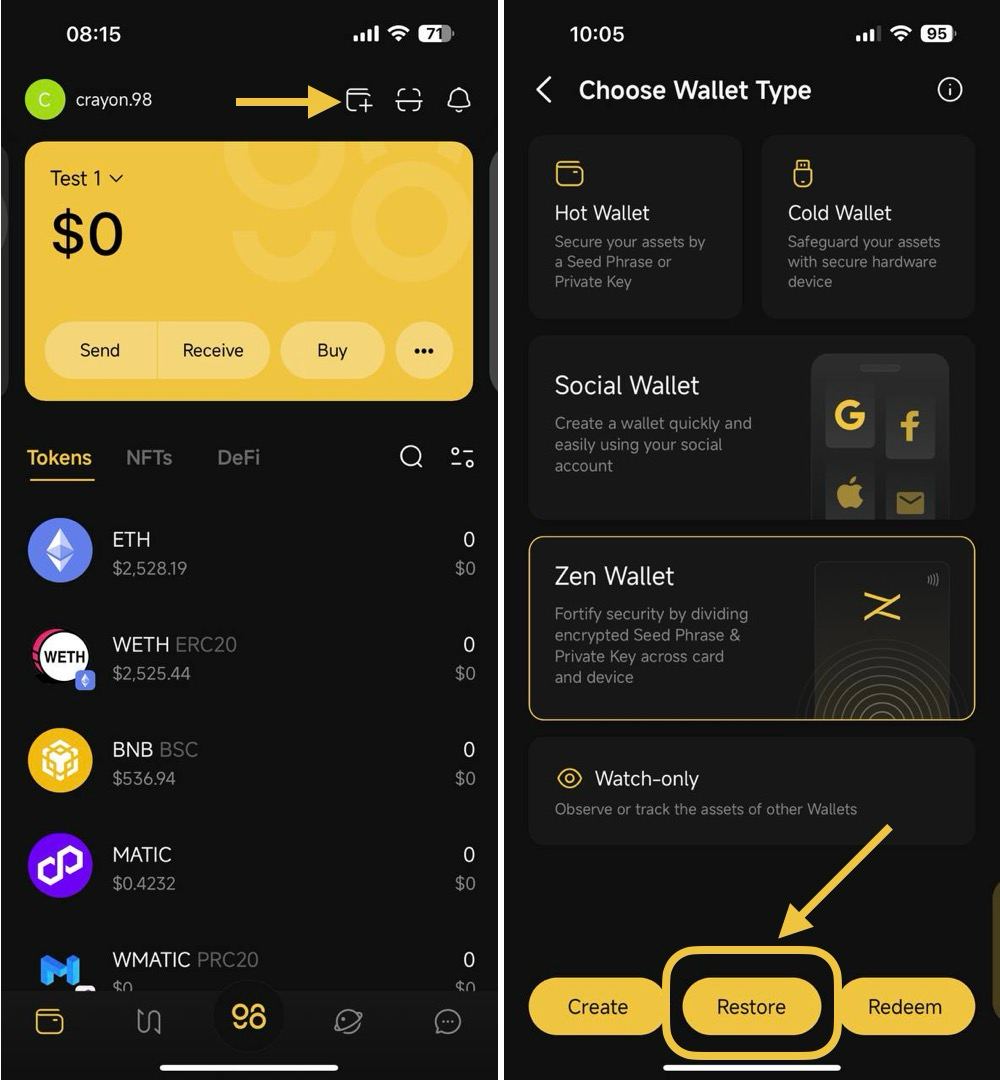 08:15
71
C
crayon.98
Test 1
$0
Send
Receive
Buy
Tokens
NFTs
DeFi
ETH
0
$2,528.19
$0
WETH
WETH ERC20
0
$2,525.44
$0
BNB BSC
0
$536.94
$0
MATIC
0
$0.4232
$0
WMATIC PRC20
0
$0
$0
98
10:05
95
Choose Wallet Type
Hot Wallet
Secure your assets by
a Seed Phrase or
Private Key
Cold Wallet
Safeguard your assets
with secure hardware
device
Social Wallet
Create a wallet quickly and
easily using your social
account
G
f
Zen Wallet
Fortify security by dividing
encrypted Seed Phrase &
Private Key across card
and device
Watch-only
Observe or track the assets of other Wallets
Create
Restore
Redeem